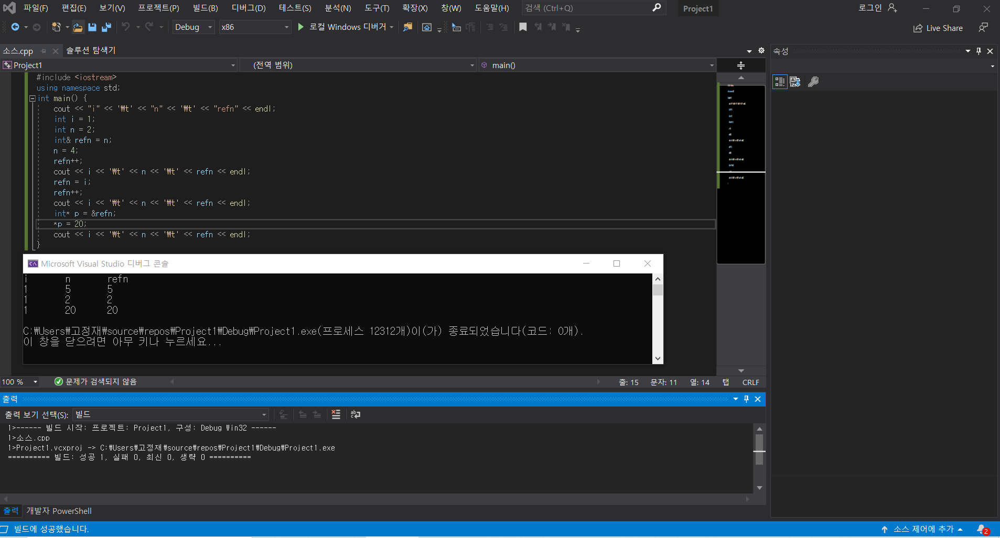 파일(F) 편집(E) 보기(V) 프로젝트(P) 빌드(B) 디버그(D) 테스트(S) 분석(N) 도구(T) 확장(X) 창(W) 도움말(H) 검색 (Ctrl+Q) Project1 로그인
Debug x86 로컬 Windows 디버거 Live Share
소스.cpp 솔루션 탐색기
속성
Project1 (전역 범위) main()
#include <iostream>
using namespace std;
int main() {
cout << "i" << '₩t' << "n" << '₩t' << "refn" << endl;
int i = 1;
int n = 2;
int& refn = n;
n = 4;
refn++;
cout << i << '₩t' << n << '₩t' << refn << endl;
refn = i;
refn++;
cout << i << '₩t' << n << '₩t' << refn << endl;
int* p = &refn;
*p = 20;
cout << i << '₩t' << n << '₩t' << refn << endl;
}
Microsoft Visual Studio 디버그 콘솔
i n refn
1 5 5
1 2 2
1 20 20
C:₩Users₩고정재₩source₩repos₩Project1₩Debug₩Project1.exe(프로세스 12312개)이(가) 종료되었습니다(코드: 0개).
이 창을 닫으려면 아무 키나 누르세요...
100 % 문제가 검색되지 않음 줄: 15 문자: 11 열: 14 탭 CRLF
출력
출력 보기 선택(S): 빌드
1>------ 빌드 시작: 프로젝트: Project1, 구성: Debug Win32 ------
1>소스.cpp
1>Project1.vcxproj -> C:₩Users₩고정재₩source₩repos₩Project1₩Debug₩Project1.exe
========== 빌드: 성공 1, 실패 0, 최신 0, 생략 0 ==========
출력 개발자 PowerShell
빌드에 성공했습니다. 소스 제어에 추가 2